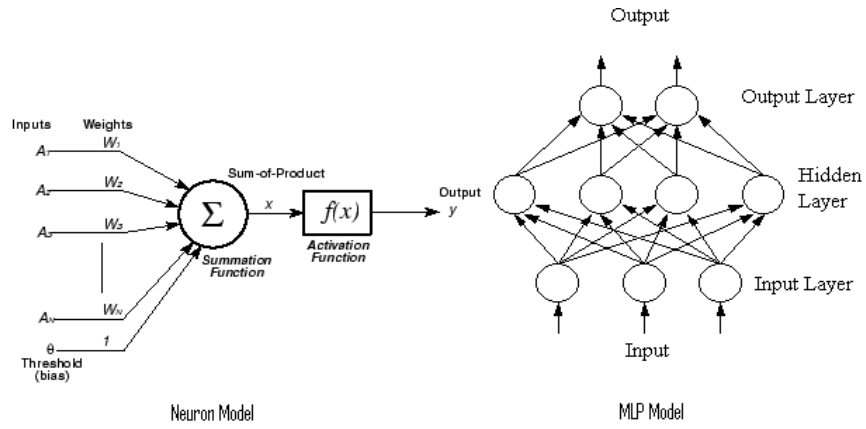 Inputs Weights
A1 W1
A2 W2
A3 W3
AN WN
θ 1
Threshold
(bias)
Sum-of-Product
Σ
x
Summation
Function
f(x)
Activation
Function
Output
y
Neuron Model
Output
Output Layer
Hidden
Layer
Input Layer
Input
MLP Model